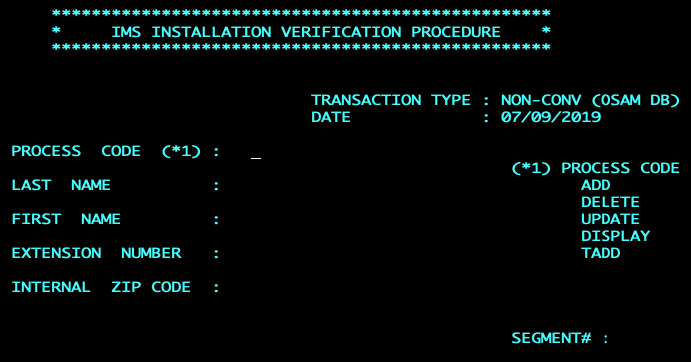 **************************************************
* IMS INSTALLATION VERIFICATION PROCEDURE *
**************************************************
TRANSACTION TYPE : NON-CONV (OSAM DB)
DATE : 07/09/2019
PROCESS CODE (*1) : _
(*1) PROCESS CODE
LAST NAME : ADD
DELETE
FIRST NAME : UPDATE
DISPLAY
EXTENSION NUMBER : TADD
INTERNAL ZIP CODE :
SEGMENT# :